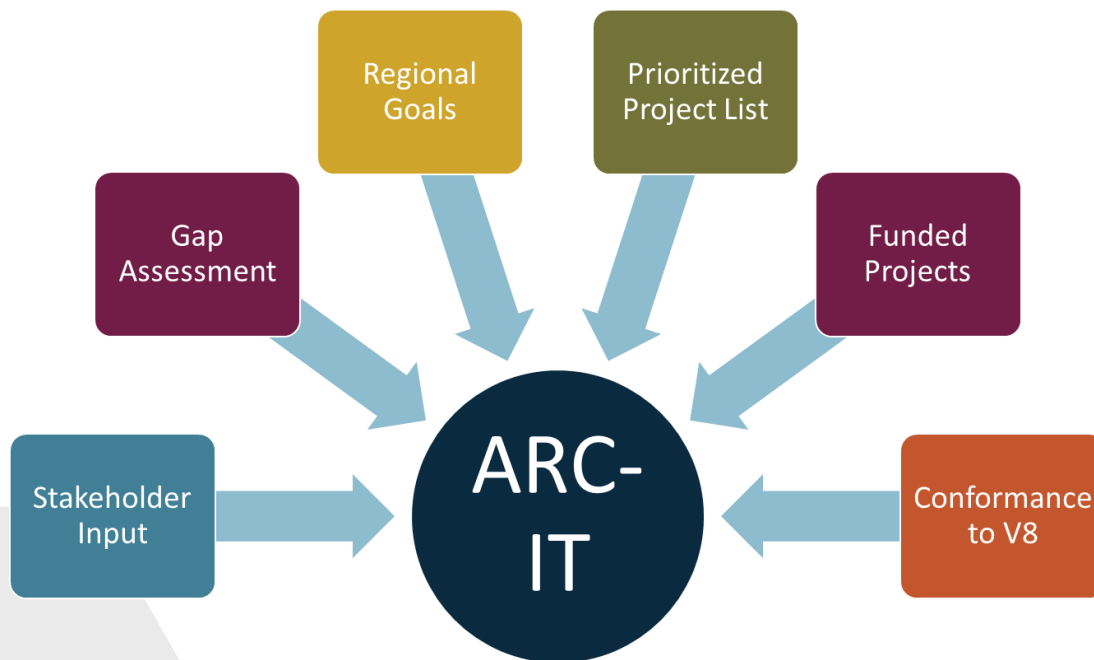 Regional
Goals
Prioritized
Project List
Gap
Assessment
Funded
Projects
Stakeholder
Input
ARC-
IT
Conformance
to V8